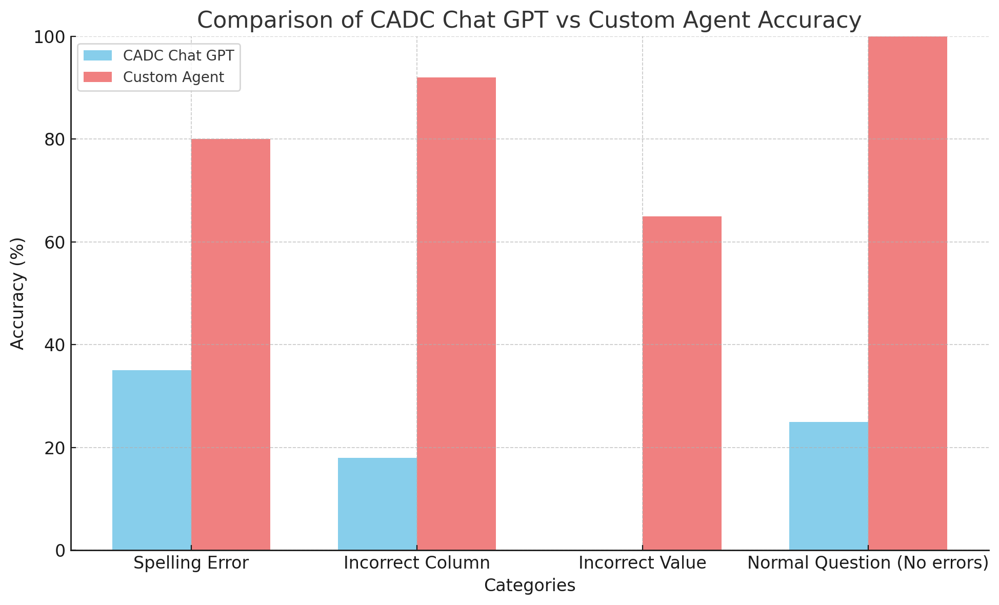 Comparison of CADC Chat GPT vs Custom Agent Accuracy
CADC Chat GPT
Custom Agent
Accuracy (%)
100
80
60
40
20
0
Spelling Error
Incorrect Column
Incorrect Value
Normal Question (No errors)
Categories